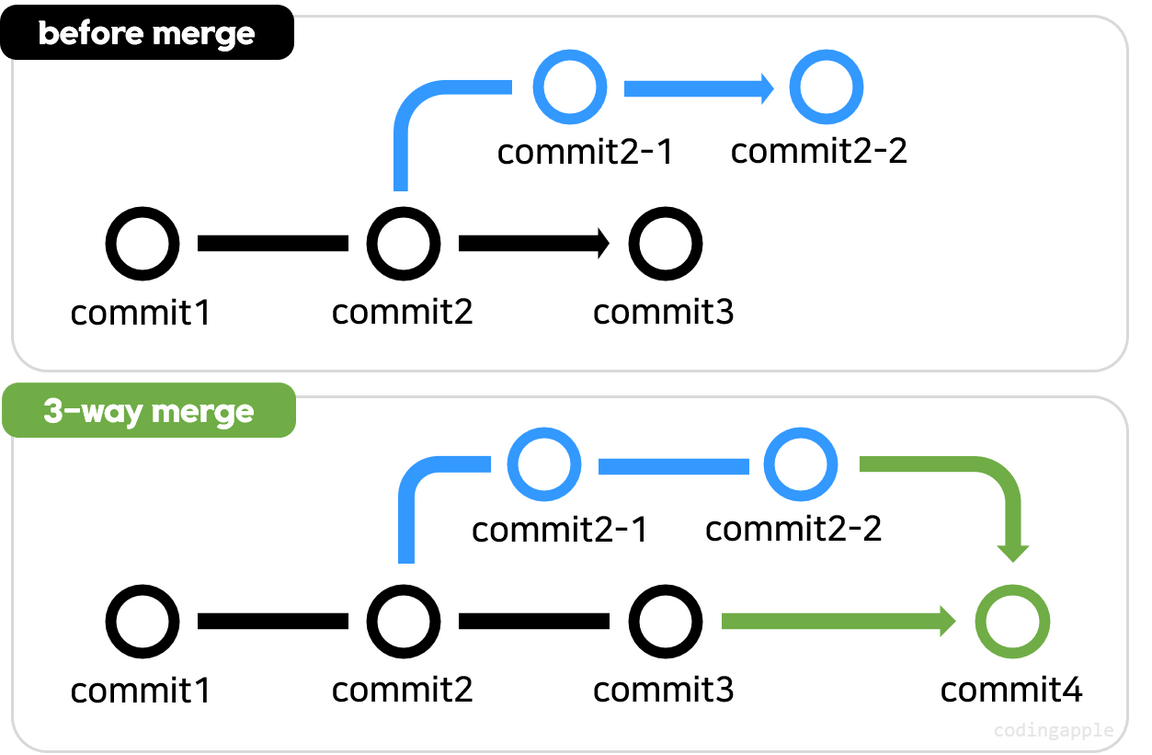 before merge
commit2-1
commit2-2
commit1
commit2
commit3
3-way merge
commit2-1
commit2-2
commit1
commit2
commit3
commit4
codingapple